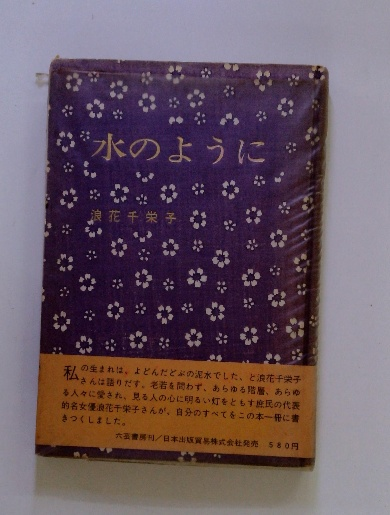 水のように
浪花千栄子
私の生まれは、よどんだどぶの泥水でした、と浪花千栄子
さんは語りだす。老若を問わず、あらゆる階層、あらゆ
る人々に愛され、見る人の心に明るい灯をともす庶民の代表
的名女優浪花千栄子さんが、自分のすべてをこの本一冊に書
きつくしました。
六芸書房刊/日本出版貿易株式会社発売 580円